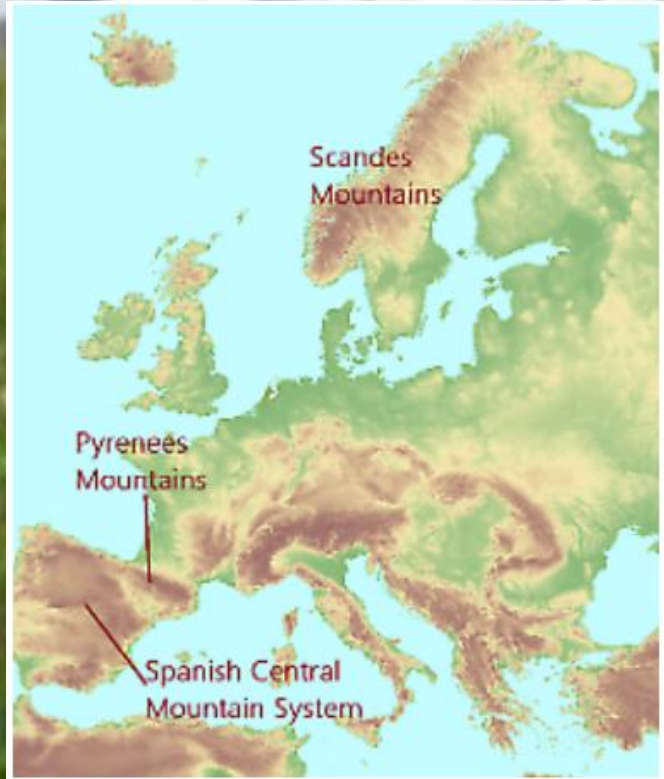 Scandes
Mountains
Pyrenees
Mountains
Spanish Central
Mountain System